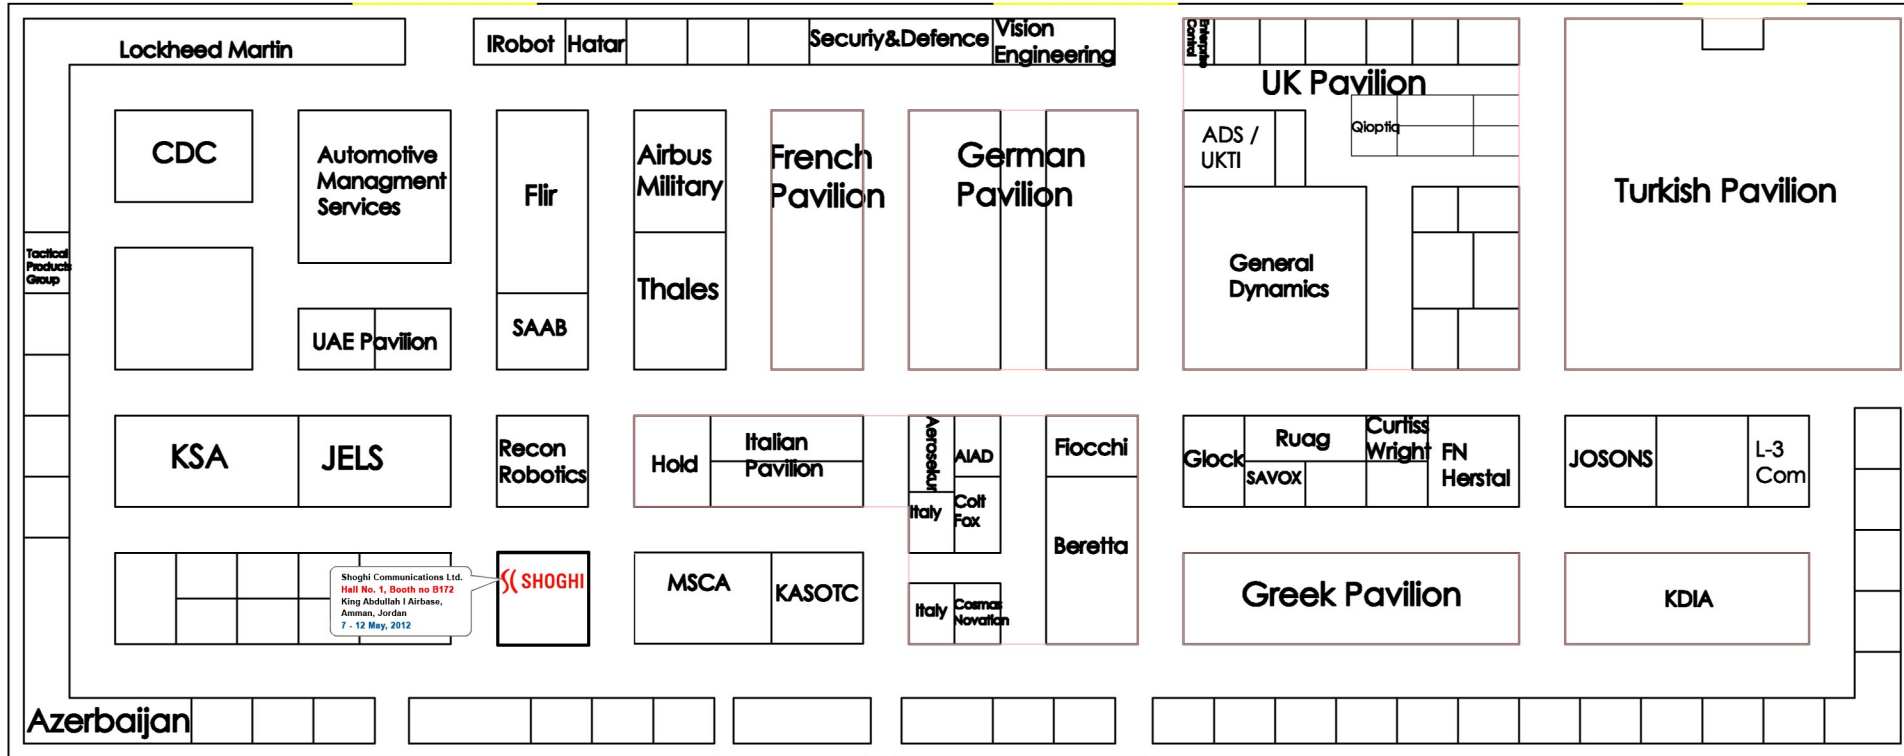 Lockheed Martin
IRobot
Hatar
Securiy&Defence
Vision
Engineering
Enterprise
Control
UK Pavilion
CDC
Automotive
Managment
Services
Flir
Airbus
Military
French
Pavilion
German
Pavilion
ADS /
UKTI
Qioptiq
Turkish Pavilion
Tactical
Products
Group
UAE Pavilion
SAAB
Thales
General
Dynamics
KSA
JELS
Recon
Robotics
Hold
Italian
Pavilion
Aerosekur
AIAD
Italy
Colt
Fox
Fiocchi
Beretta
Glock
Ruag
SAVOX
Curtiss
Wright
FN
Herstal
JOSONS
L-3
Com
Shoghi Communications Ltd.
Hall No. 1, Booth no B172
King Abdullah I Airbase,
Amman, Jordan
7 - 12 May, 2012
SHOGHI
MSCA
KASOTC
Italy
Cosmas
Novation
Greek Pavilion
KDIA
Azerbaijan